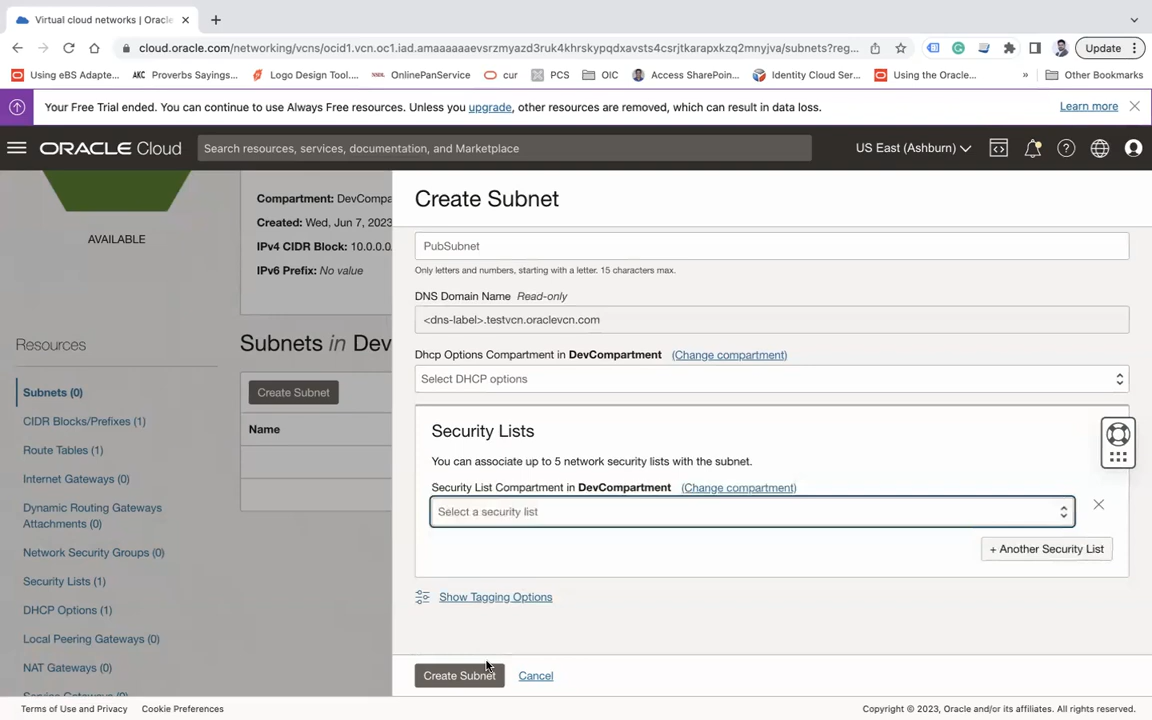 Virtual cloud networks | Oracle
cloud.oracle.com/networking/vcns/ocid1.vcn.oc1.iad.amaaaaaaevsrzmyazd3ruk4khrskypqdxavsts4csrjtkarapxkzq2mnyjva/subnets?reg...
Update
Using eBS Adapte...
AKC
Proverbs Sayings...
Logo Design Tool....
OnlinePanService
cur
PCS
OIC
Access SharePoin...
Identity Cloud Ser...
Using the Oracle...
»
Other Bookmarks
Your Free Trial ended. You can continue to use Always Free resources. Unless you upgrade, other resources are removed, which can result in data loss.
Learn more
ORACLE Cloud
Search resources, services, documentation, and Marketplace
US East (Ashburn)
AVAILABLE
Compartment: DevCompa
Created: Wed, Jun 7, 2023
IPv4 CIDR Block: 10.0.0.0
IPv6 Prefix: No value
Resources
Subnets (0)
CIDR Blocks/Prefixes (1)
Route Tables (1)
Internet Gateways (0)
Dynamic Routing Gateways
Attachments (0)
Network Security Groups (0)
Security Lists (1)
DHCP Options (1)
Local Peering Gateways (0)
NAT Gateways (0)
Service Gateways (0)
Subnets in Dev
Create Subnet
Name
Create Subnet
PubSubnet
Only letters and numbers, starting with a letter. 15 characters max.
DNS Domain Name Read-only
<dns-label>.testvcn.oraclevcn.com
Dhcp Options Compartment in DevCompartment (Change compartment)
Select DHCP options
Security Lists
You can associate up to 5 network security lists with the subnet.
Security List Compartment in DevCompartment (Change compartment)
Select a security list
+ Another Security List
Show Tagging Options
Create Subnet
Cancel
Terms of Use and Privacy
Cookie Preferences
Copyright © 2023, Oracle and/or its affiliates. All rights reserved.